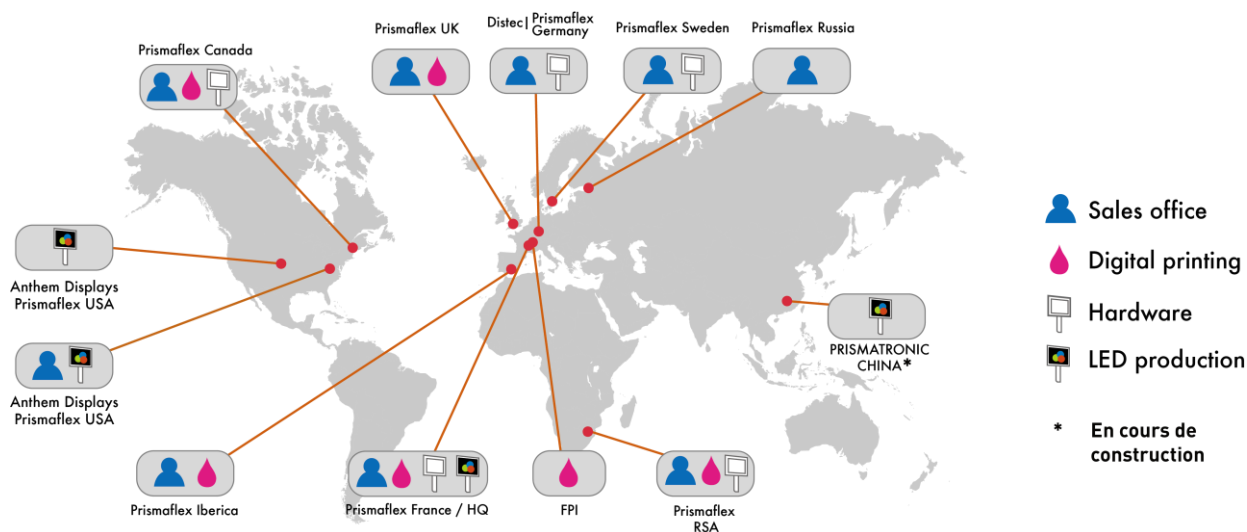 Prismaflex UK
Distec | Prismaflex
Germany
Prismaflex Sweden
Prismaflex Russia
Prismaflex Canada
Sales office
Digital printing
Hardware
LED production
*
En cours de
construction
Anthem Displays
Prismaflex USA
PRISMATRONIC
CHINA*
Anthem Displays
Prismaflex USA
Prismaflex Iberica
Prismaflex France / HQ
FPI
Prismaflex
RSA